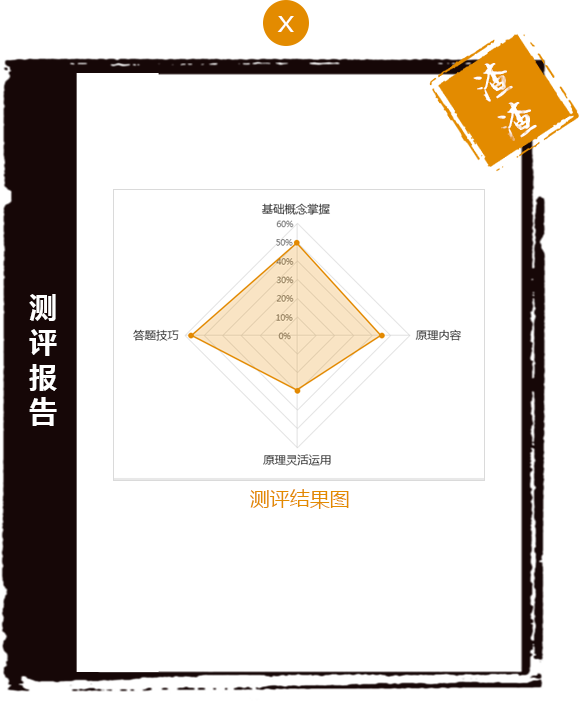 X
渣
渣
测
评
报
告
基础概念掌握
60%
50%
40%
30%
20%
10%
0%
答题技巧
原理内容
原理灵活运用
测评结果图